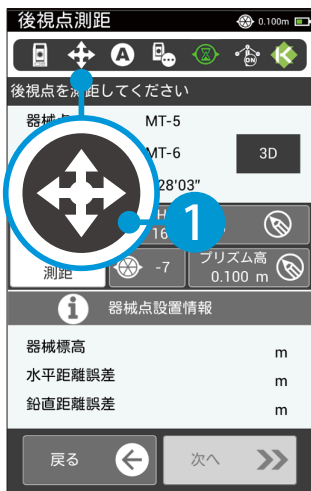 後視点測距
0.100m
A
ON
後視点を測距してください
器械点
MT-5
MT-6
3D
28'03"
1
H
16
測距
-7
プリズム高
0.100 m
i
器械点設置情報
器械標高
m
水平距離誤差
m
鉛直距離誤差
m
戻る
次へ